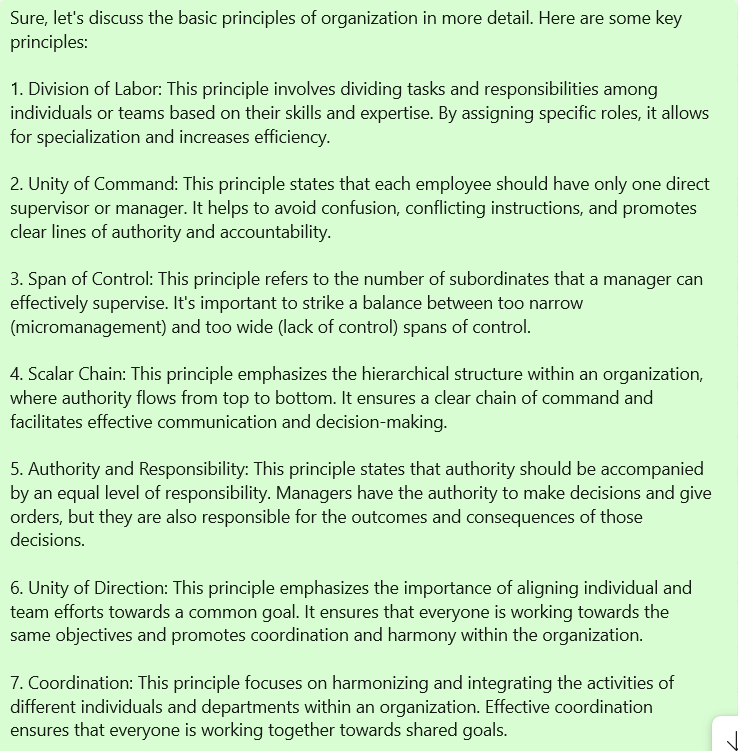 Sure, let's discuss the basic principles of organization in more detail. Here are some key
principles:
1. Division of Labor: This principle involves dividing tasks and responsibilities among
individuals or teams based on their skills and expertise. By assigning specific roles, it allows
for specialization and increases efficiency.
2. Unity of Command: This principle states that each employee should have only one direct
supervisor or manager. It helps to avoid confusion, conflicting instructions, and promotes
clear lines of authority and accountability.
3. Span of Control: This principle refers to the number of subordinates that a manager can
effectively supervise. It's important to strike a balance between too narrow
(micromanagement) and too wide (lack of control) spans of control.
4. Scalar Chain: This principle emphasizes the hierarchical structure within an organization,
where authority flows from top to bottom. It ensures a clear chain of command and
facilitates effective communication and decision-making.
5. Authority and Responsibility: This principle states that authority should be accompanied
by an equal level of responsibility. Managers have the authority to make decisions and give
orders, but they are also responsible for the outcomes and consequences of those
decisions.
6. Unity of Direction: This principle emphasizes the importance of aligning individual and
team efforts towards a common goal. It ensures that everyone is working towards the
same objectives and promotes coordination and harmony within the organization.
7. Coordination: This principle focuses on harmonizing and integrating the activities of
different individuals and departments within an organization. Effective coordination
ensures that everyone is working together towards shared goals.